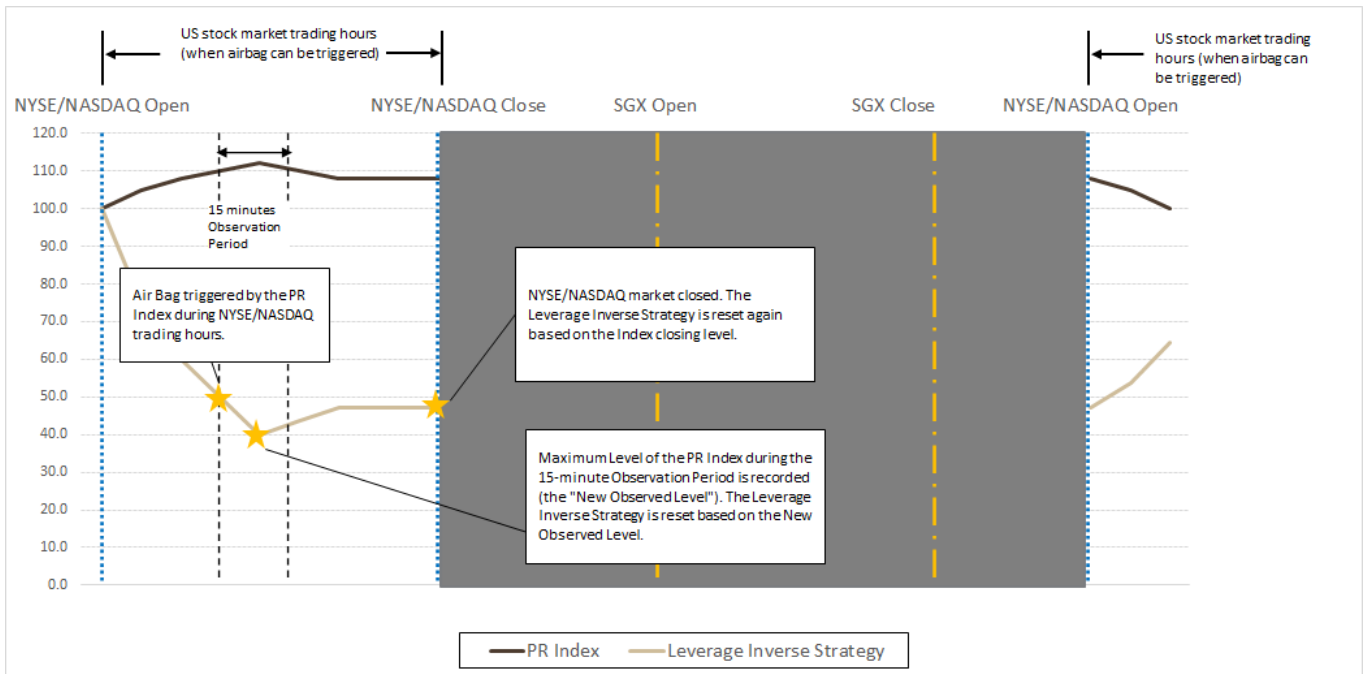 US stock market trading hours
(when airbag can be triggered)
US stock market trading
hours (when airbag can
be triggered)
NYSE/NASDAQ Open
NYSE/NASDAQ Close
SGX Open
SGX Close
NYSE/NASDAQ Open
120.0
110.0
100.0
90.0
80.0
70.0
60.0
50.0
40.0
30.0
20.0
10.0
0.0
15 minutes
Observation
Period
Air Bag triggered by the PR
Index during NYSE/NASDAQ
trading hours.
NYSE/NASDAQ market closed. The
Leverage Inverse Strategy is reset again
based on the Index closing level.
Maximum Level of the PR Index during the
15-minute Observation Period is recorded
(the "New Observed Level"). The Leverage
Inverse Strategy is reset based on the New
Observed Level.
PR Index
Leverage Inverse Strategy